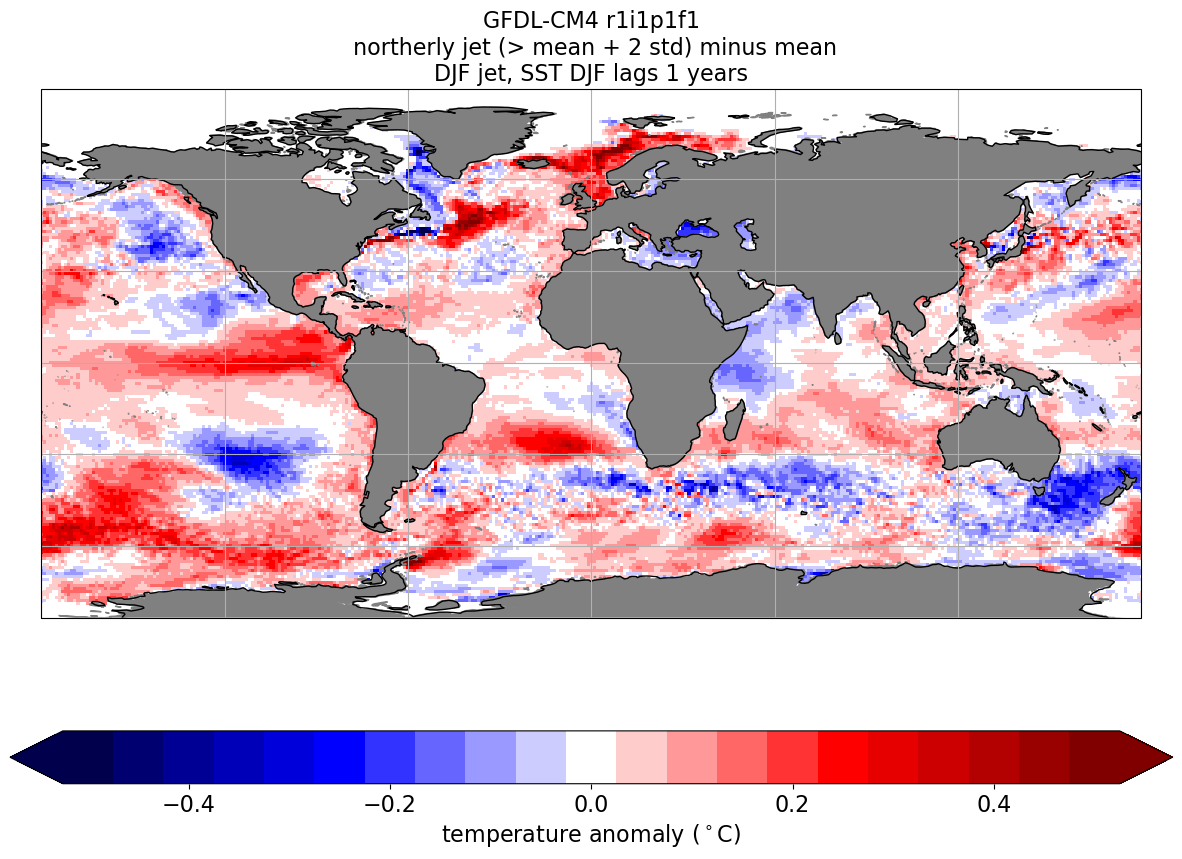 GFDL-CM4 r1i1p1f1
northerly jet (> mean + 2 std) minus mean
DJF jet, SST DJF lags 1 years
−0.4 −0.2 0.0 0.2 0.4
temperature anomaly (°C)